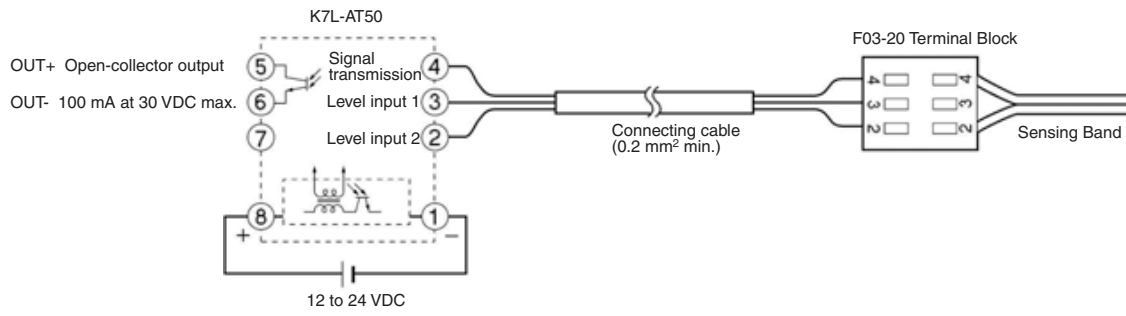 K7L-AT50
F03-20 Terminal Block
OUT+ Open-collector output
5
Signal
transmission
4
OUT- 100 mA at 30 VDC max.
6
Level input 1
3
7
Level input 2
2
Connecting cable
(0.2 mm² min.)
4
3
2
4
3
2
Sensing Band
8
1
+
−
12 to 24 VDC